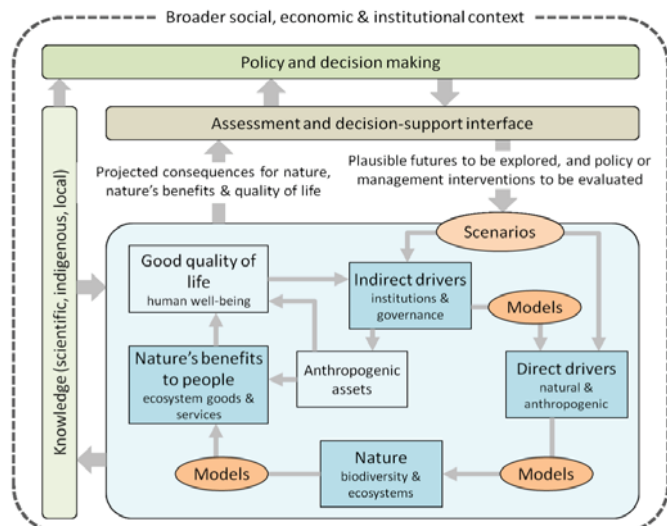 Broader social, economic & institutional context
Policy and decision making
Assessment and decision-support interface
Projected consequences for nature,
nature's benefits & quality of life
Plausible futures to be explored, and policy or
management interventions to be evaluated
Knowledge (scientific, indigenous, local)
Scenarios
Good quality of
life
human well-being
Indirect drivers
institutions &
governance
Models
Nature's benefits
to people
ecosystem goods &
services
Anthropogenic
assets
Direct drivers
natural &
anthropogenic
Models
Nature
biodiversity &
ecosystems
Models